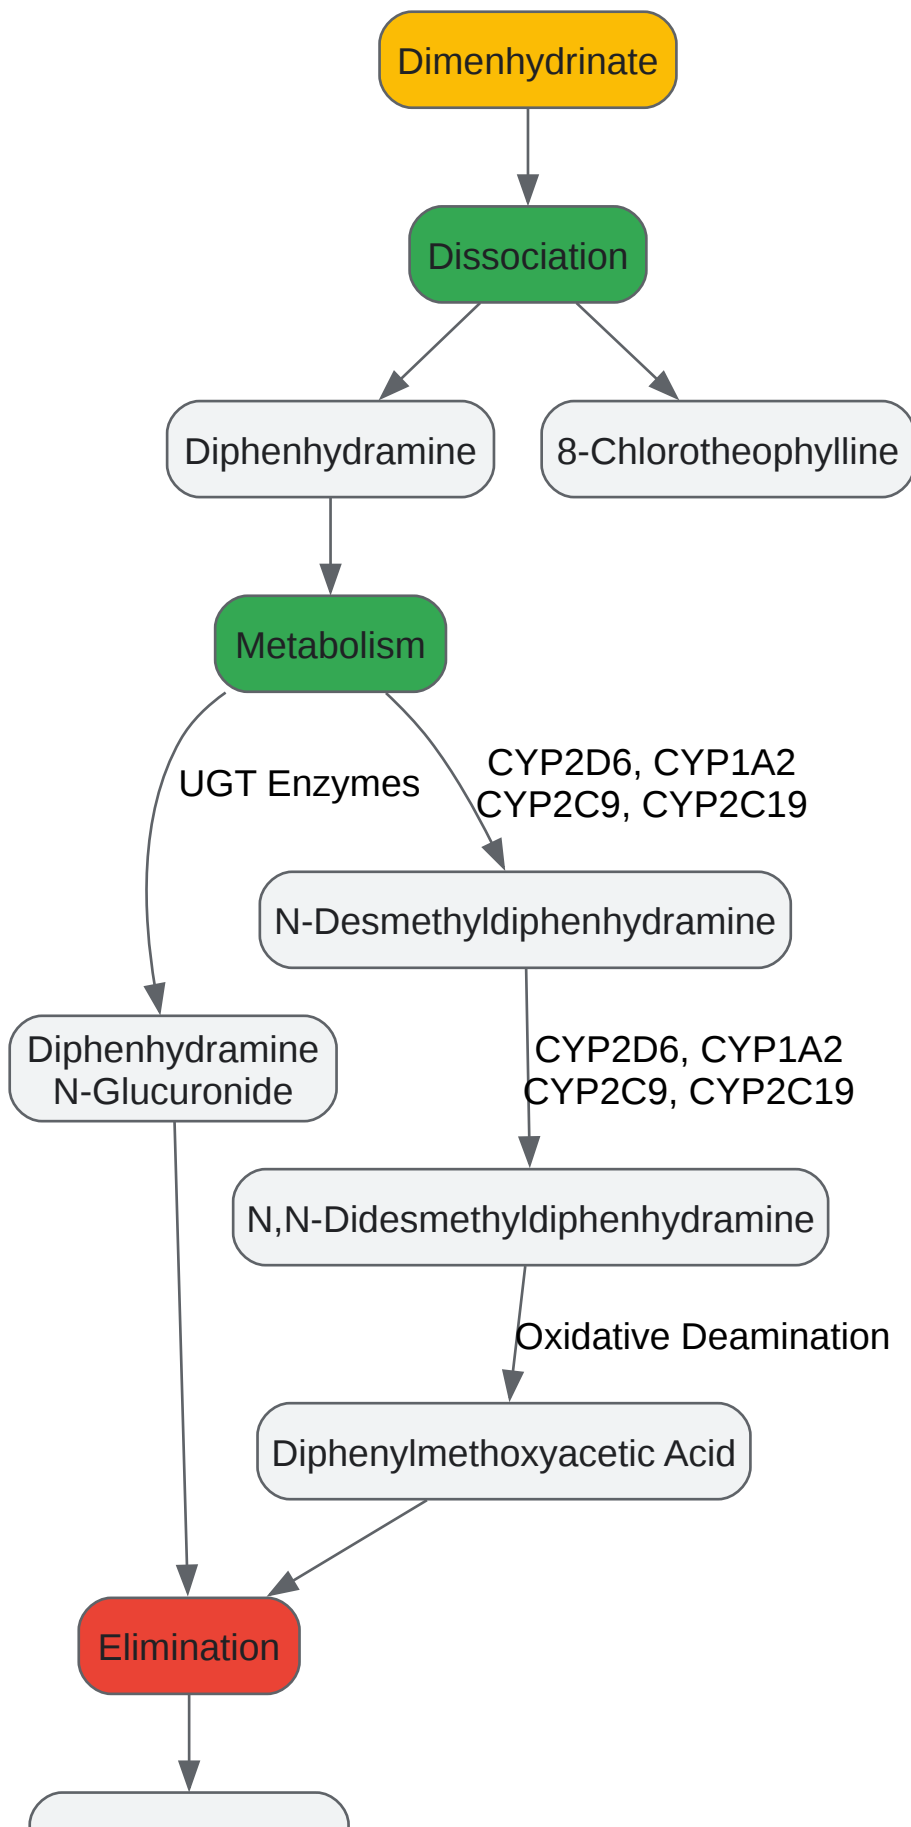 Dimenhydrinate
Dissociation
Diphenhydramine
8-Chlorotheophylline
Metabolism
UGT Enzymes
CYP2D6, CYP1A2
CYP2C9, CYP2C19
N-Desmethyldiphenhydramine
Diphenhydramine
N-Glucuronide
CYP2D6, CYP1A2
CYP2C9, CYP2C19
N,N-Didesmethyldiphenhydramine
Oxidative Deamination
Diphenylmethoxyacetic Acid
Elimination